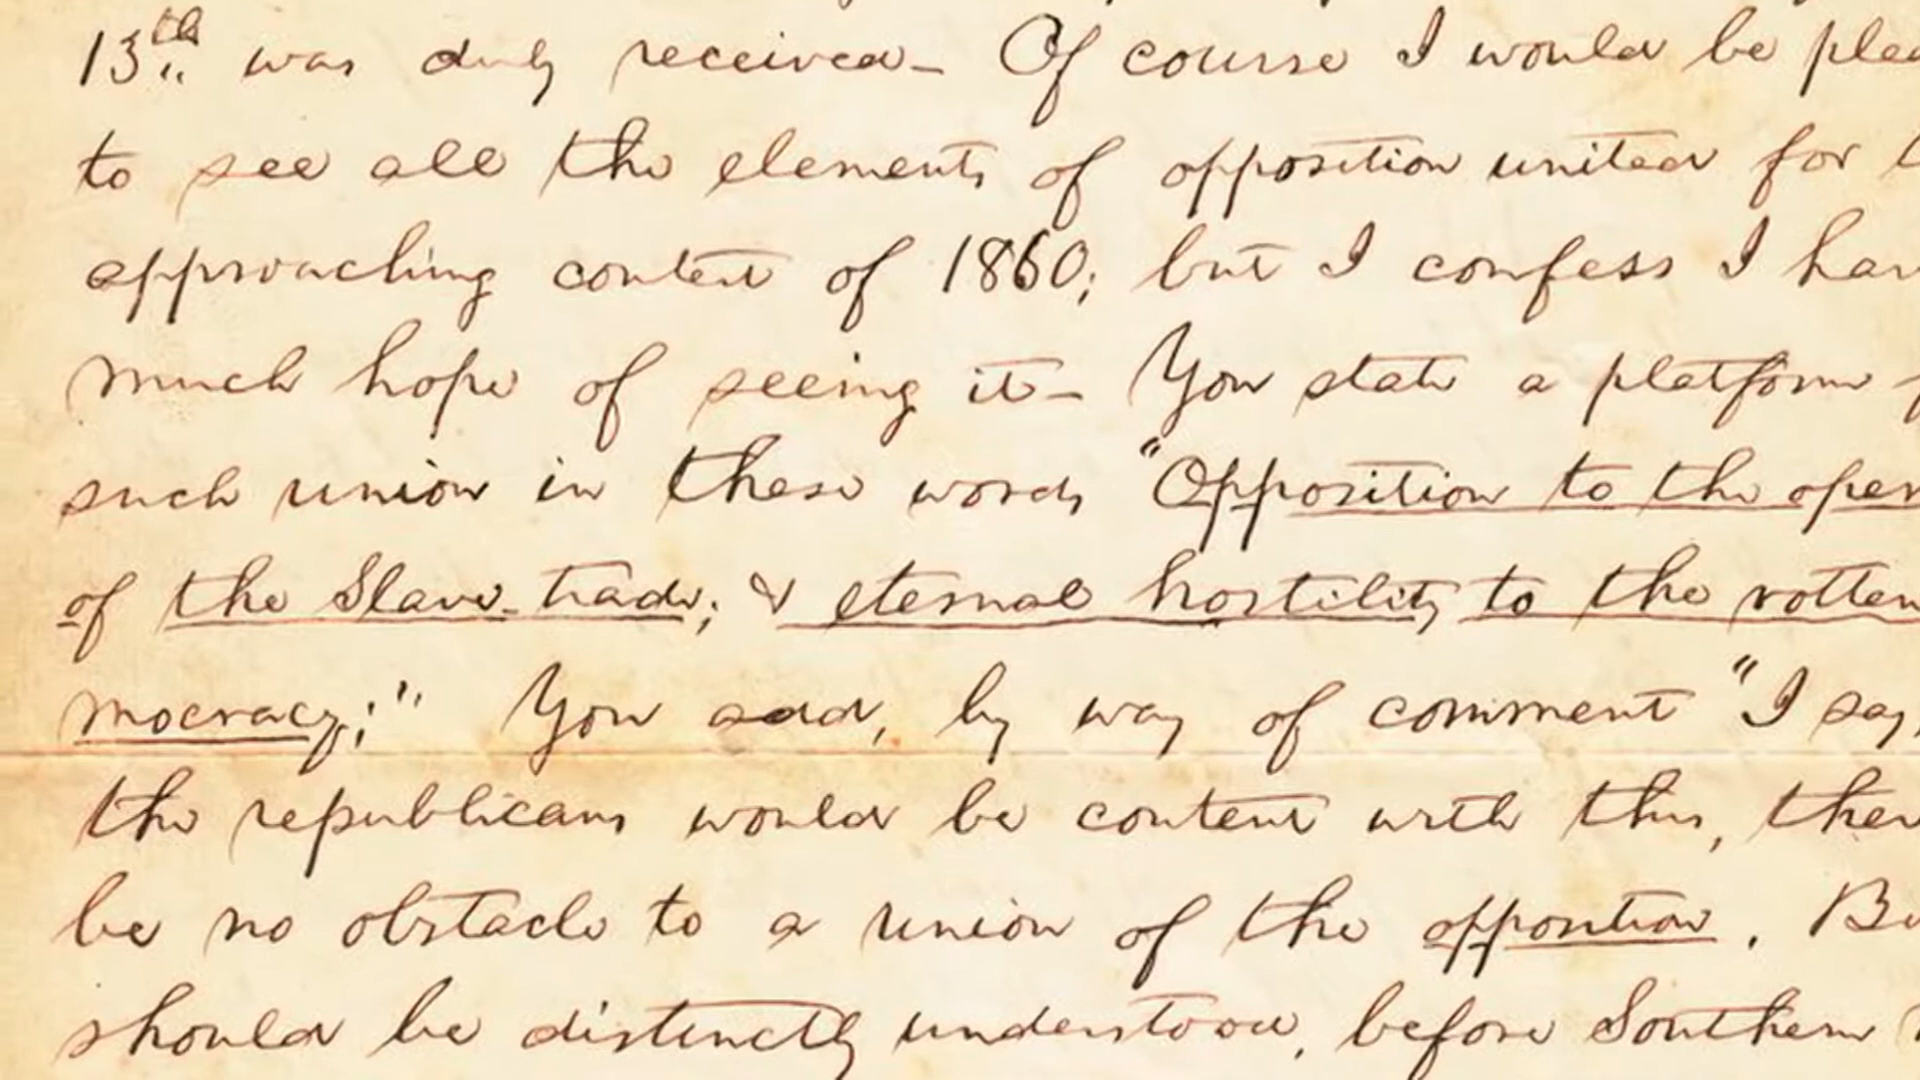 13th was duly received_ Of course I would be plea
to see all the elements of opposition united for
approaching contest of 1860; but I confess I hav
much hope of seeing it_ You state a platform f
such union in these words "Opposition to the open
of the Slave-trade; & eternal hostility to the rotten
mocracy;" You add, by way of comment "I say,
the republicans would be content with this, ther
be no obstacle to a union of the opposition. Bu
should be distinctly understood, before Southern